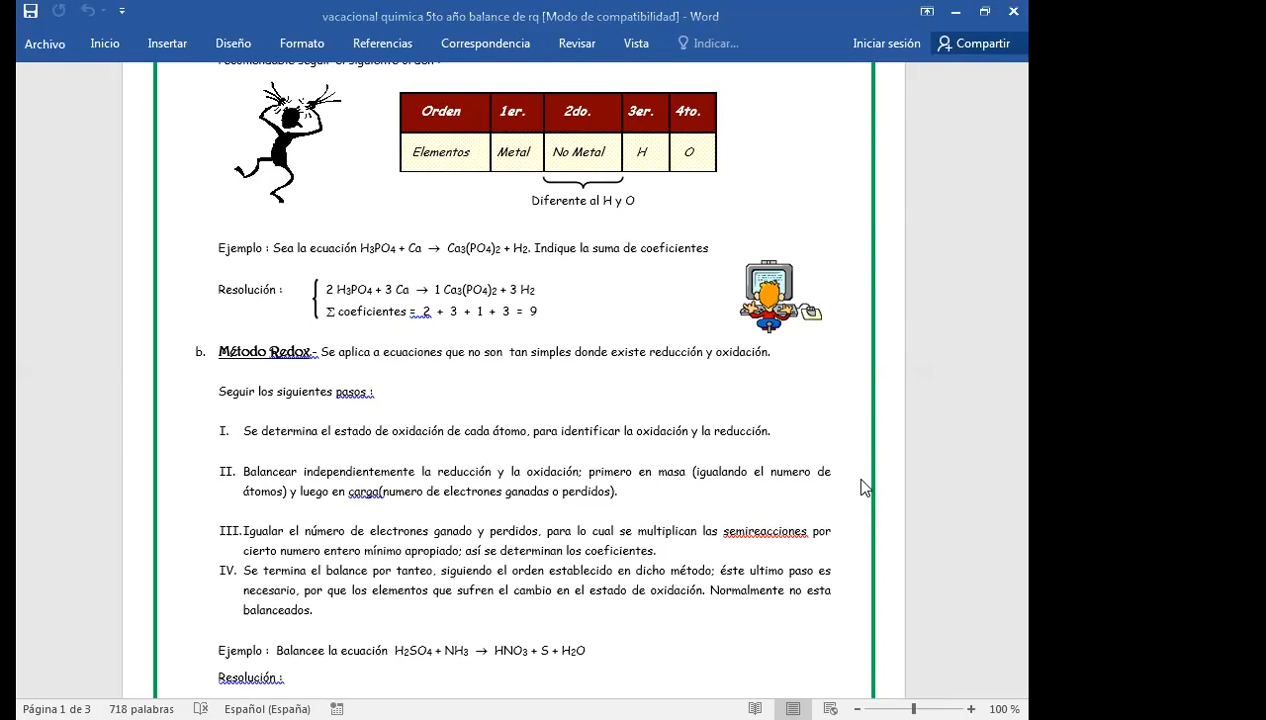 vacacional quimica 5to año balance de rq [Modo de compatibilidad] - Word
Archivo Inicio Insertar Diseño Formato Referencias Correspondencia Revisar Vista Indicar... Iniciar sesión Compartir
recomendable seguir el siguiente orden :
Orden 1er. 2do. 3er. 4to.
Elementos Metal No Metal H O
Diferente al H y O
Ejemplo : Sea la ecuación H3PO4 + Ca → Ca3(PO4)2 + H2. Indique la suma de coeficientes
Resolución : 2 H3PO4 + 3 Ca → 1 Ca3(PO4)2 + 3 H2
Σ coeficientes = 2 + 3 + 1 + 3 = 9
b. Método Redox.- Se aplica a ecuaciones que no son tan simples donde existe reducción y oxidación.
Seguir los siguientes pasos :
I. Se determina el estado de oxidación de cada átomo, para identificar la oxidación y la reducción.
II. Balancear independientemente la reducción y la oxidación; primero en masa (igualando el numero de
átomos) y luego en carga(numero de electrones ganadas o perdidos).
III. Igualar el número de electrones ganado y perdidos, para lo cual se multiplican las semireacciones por
cierto numero entero mínimo apropiado; así se determinan los coeficientes.
IV. Se termina el balance por tanteo, siguiendo el orden establecido en dicho método; éste ultimo paso es
necesario, por que los elementos que sufren el cambio en el estado de oxidación. Normalmente no esta
balanceados.
Ejemplo : Balancee la ecuación H2SO4 + NH3 → HNO3 + S + H2O
Resolución :
Página 1 de 3 718 palabras Español (España) 100 %